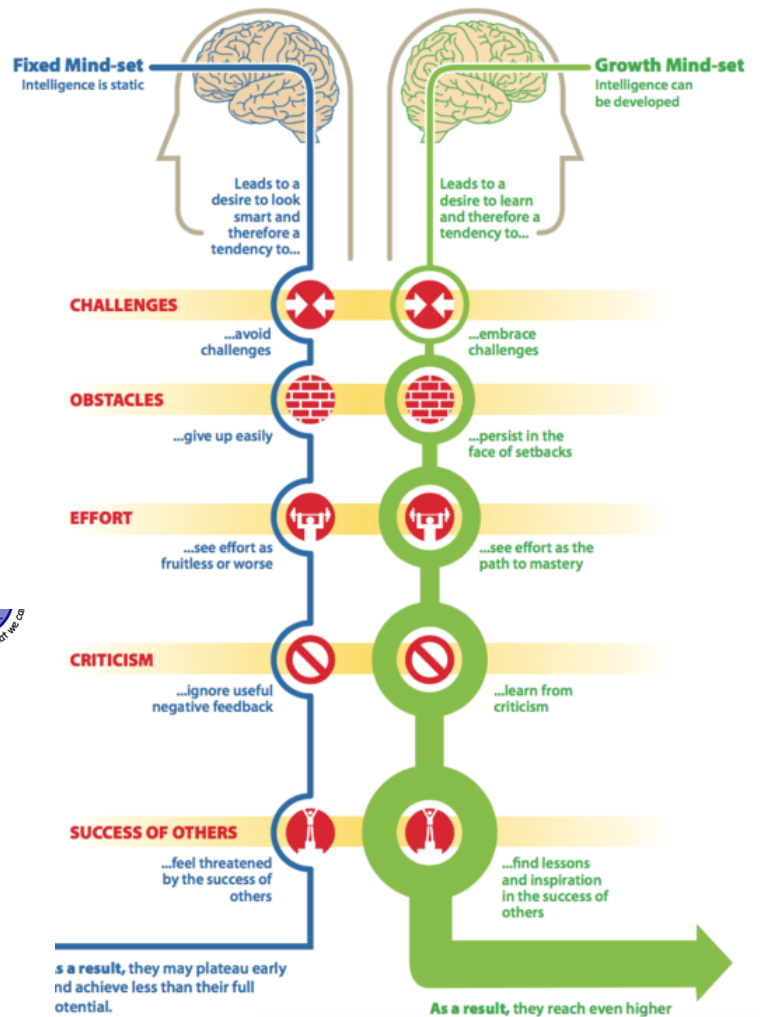 Fixed Mind-set
Intelligence is static
Growth Mind-set
Intelligence can
be developed
Leads to a
desire to look
smart and
therefore a
tendency to...
Leads to a
desire to learn
and therefore a
tendency to...
CHALLENGES
...avoid
challenges
...embrace
challenges
OBSTACLES
...give up easily
...persist in the
face of setbacks
EFFORT
...see effort as
fruitless or worse
...see effort as the
path to mastery
CRITICISM
...ignore useful
negative feedback
...learn from
criticism
SUCCESS OF OTHERS
...feel threatened
by the success of
others
...find lessons
and inspiration
in the success of
others
s a result, they may plateau early
nd achieve less than their full
otential.
As a result, they reach even higher